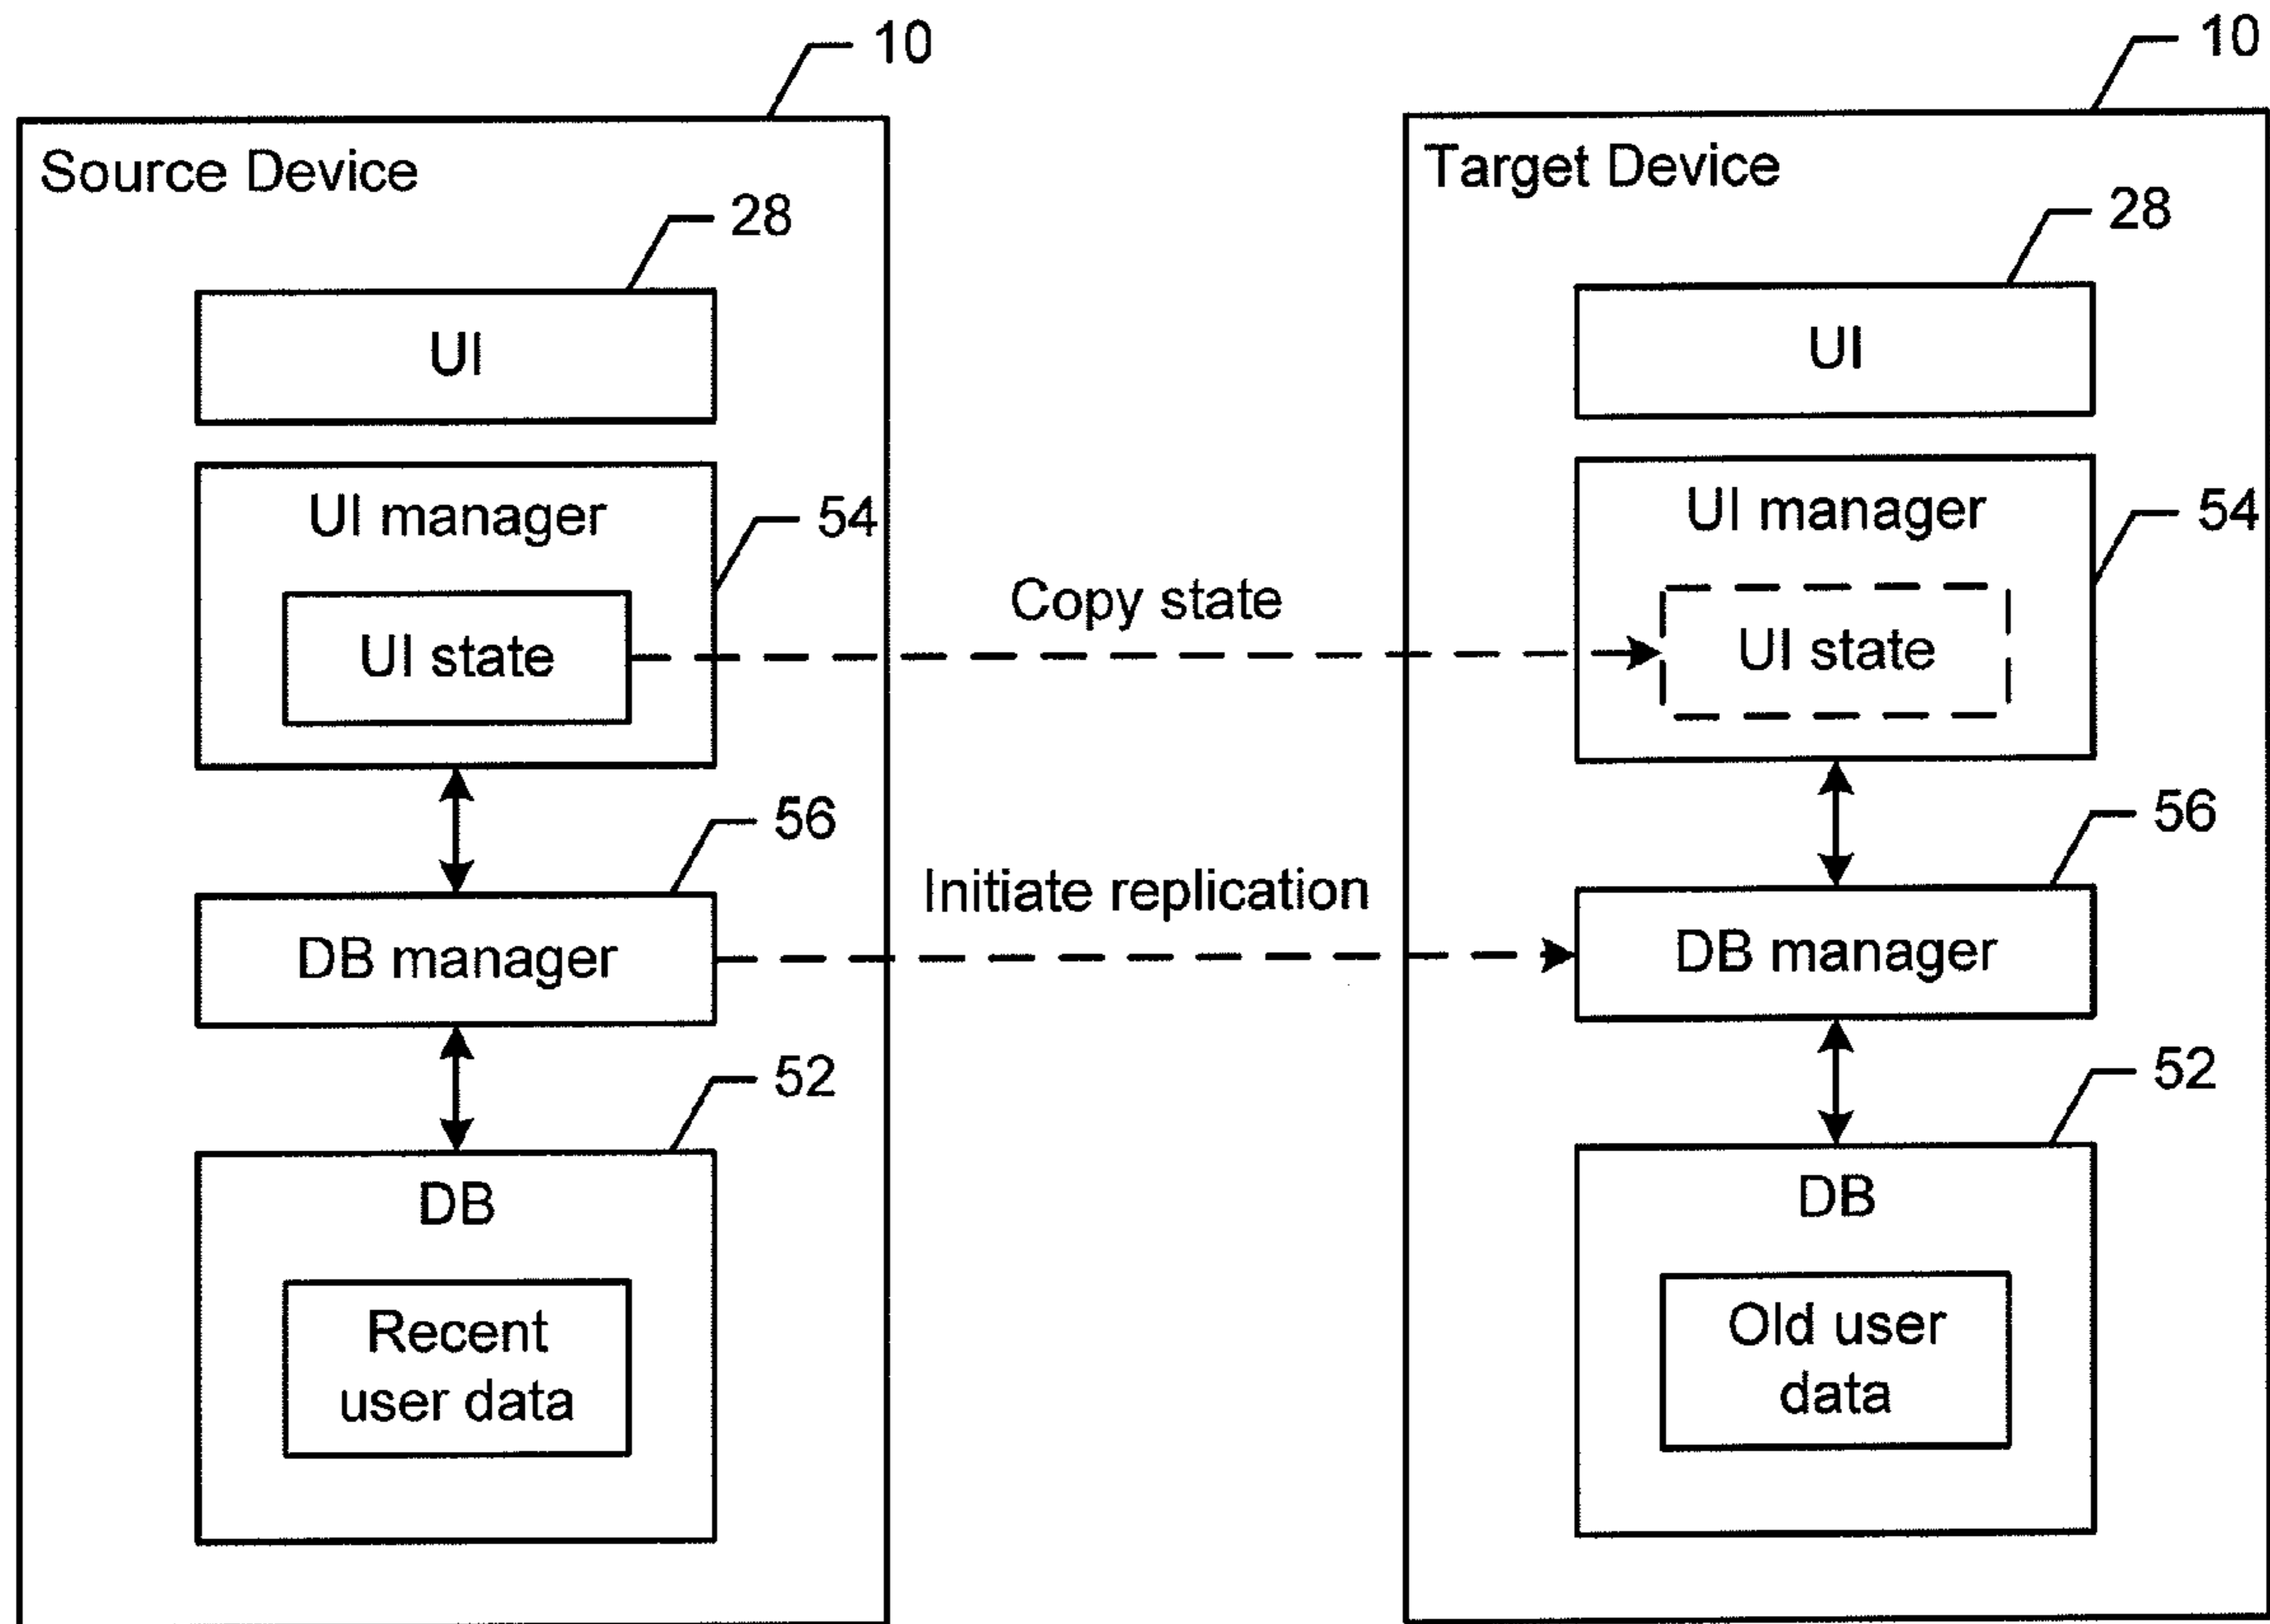 10
Source Device
28
UI
UI manager
54
UI state
56
DB manager
52
DB
Recent
user data
Copy state
Initiate replication
10
Target Device
28
UI
UI manager
54
UI state
56
DB manager
52
DB
Old user
data